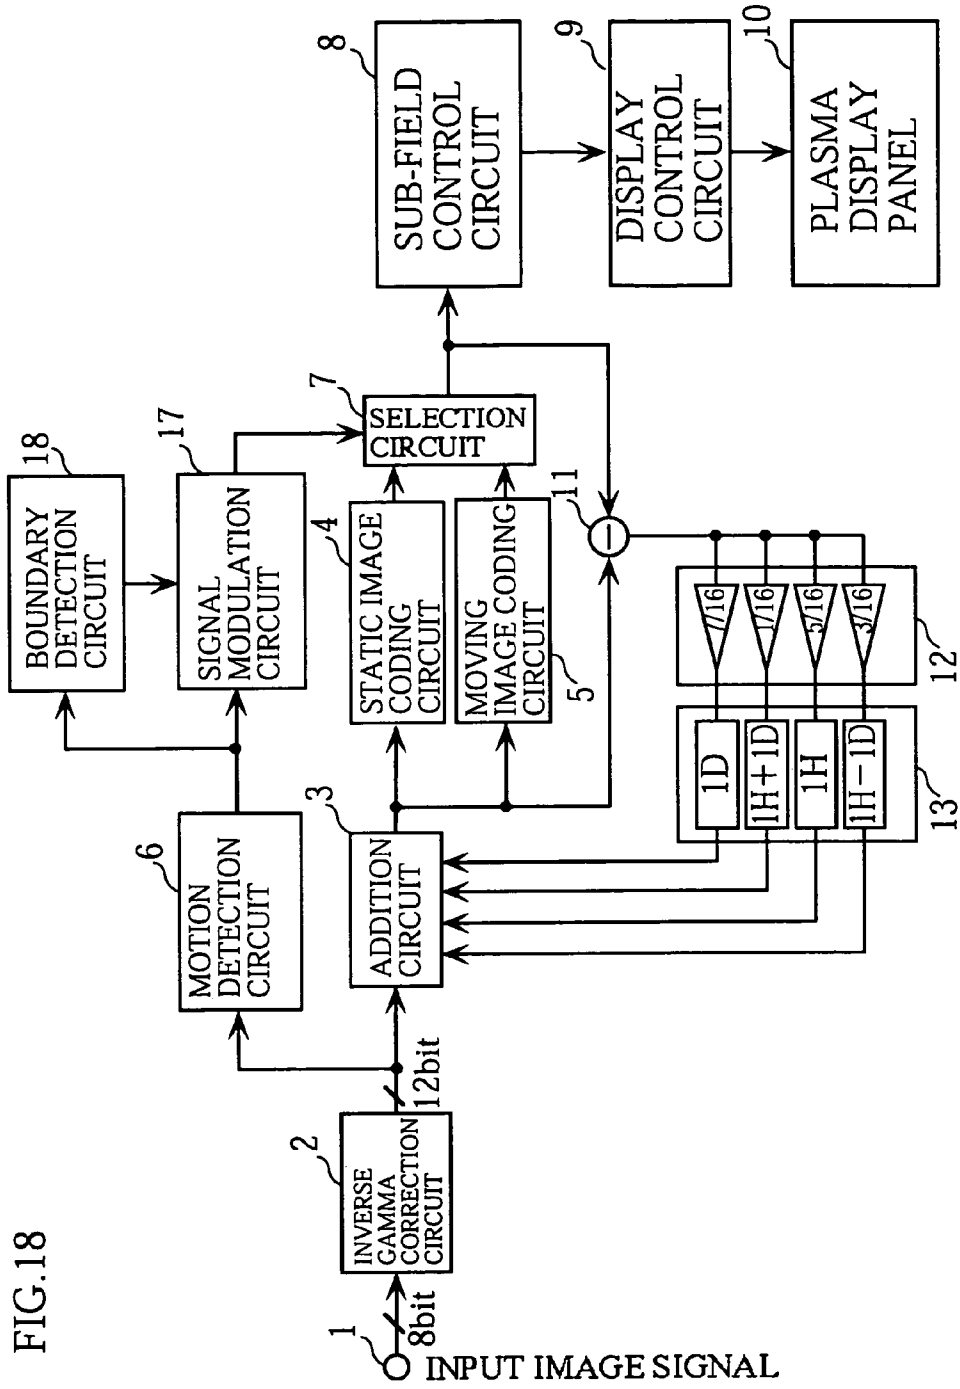 FIG.18
1
INPUT IMAGE SIGNAL
8bit
2
INVERSE
GAMMA
CORRECTION
CIRCUIT
12bit
6
MOTION
DETECTION
CIRCUIT
3
ADDITION
CIRCUIT
18
BOUNDARY
DETECTION
CIRCUIT
17
SIGNAL
MODULATION
CIRCUIT
4
STATIC IMAGE
CODING
CIRCUIT
5
MOVING
IMAGE CODING
CIRCUIT
7
SELECTION
CIRCUIT
8
SUB-FIELD
CONTROL
CIRCUIT
9
DISPLAY
CONTROL
CIRCUIT
10
PLASMA
DISPLAY
PANEL
11
−
7/16
1/16
5/16
3/16
12
1D
1H+1D
1H
1H−1D
13